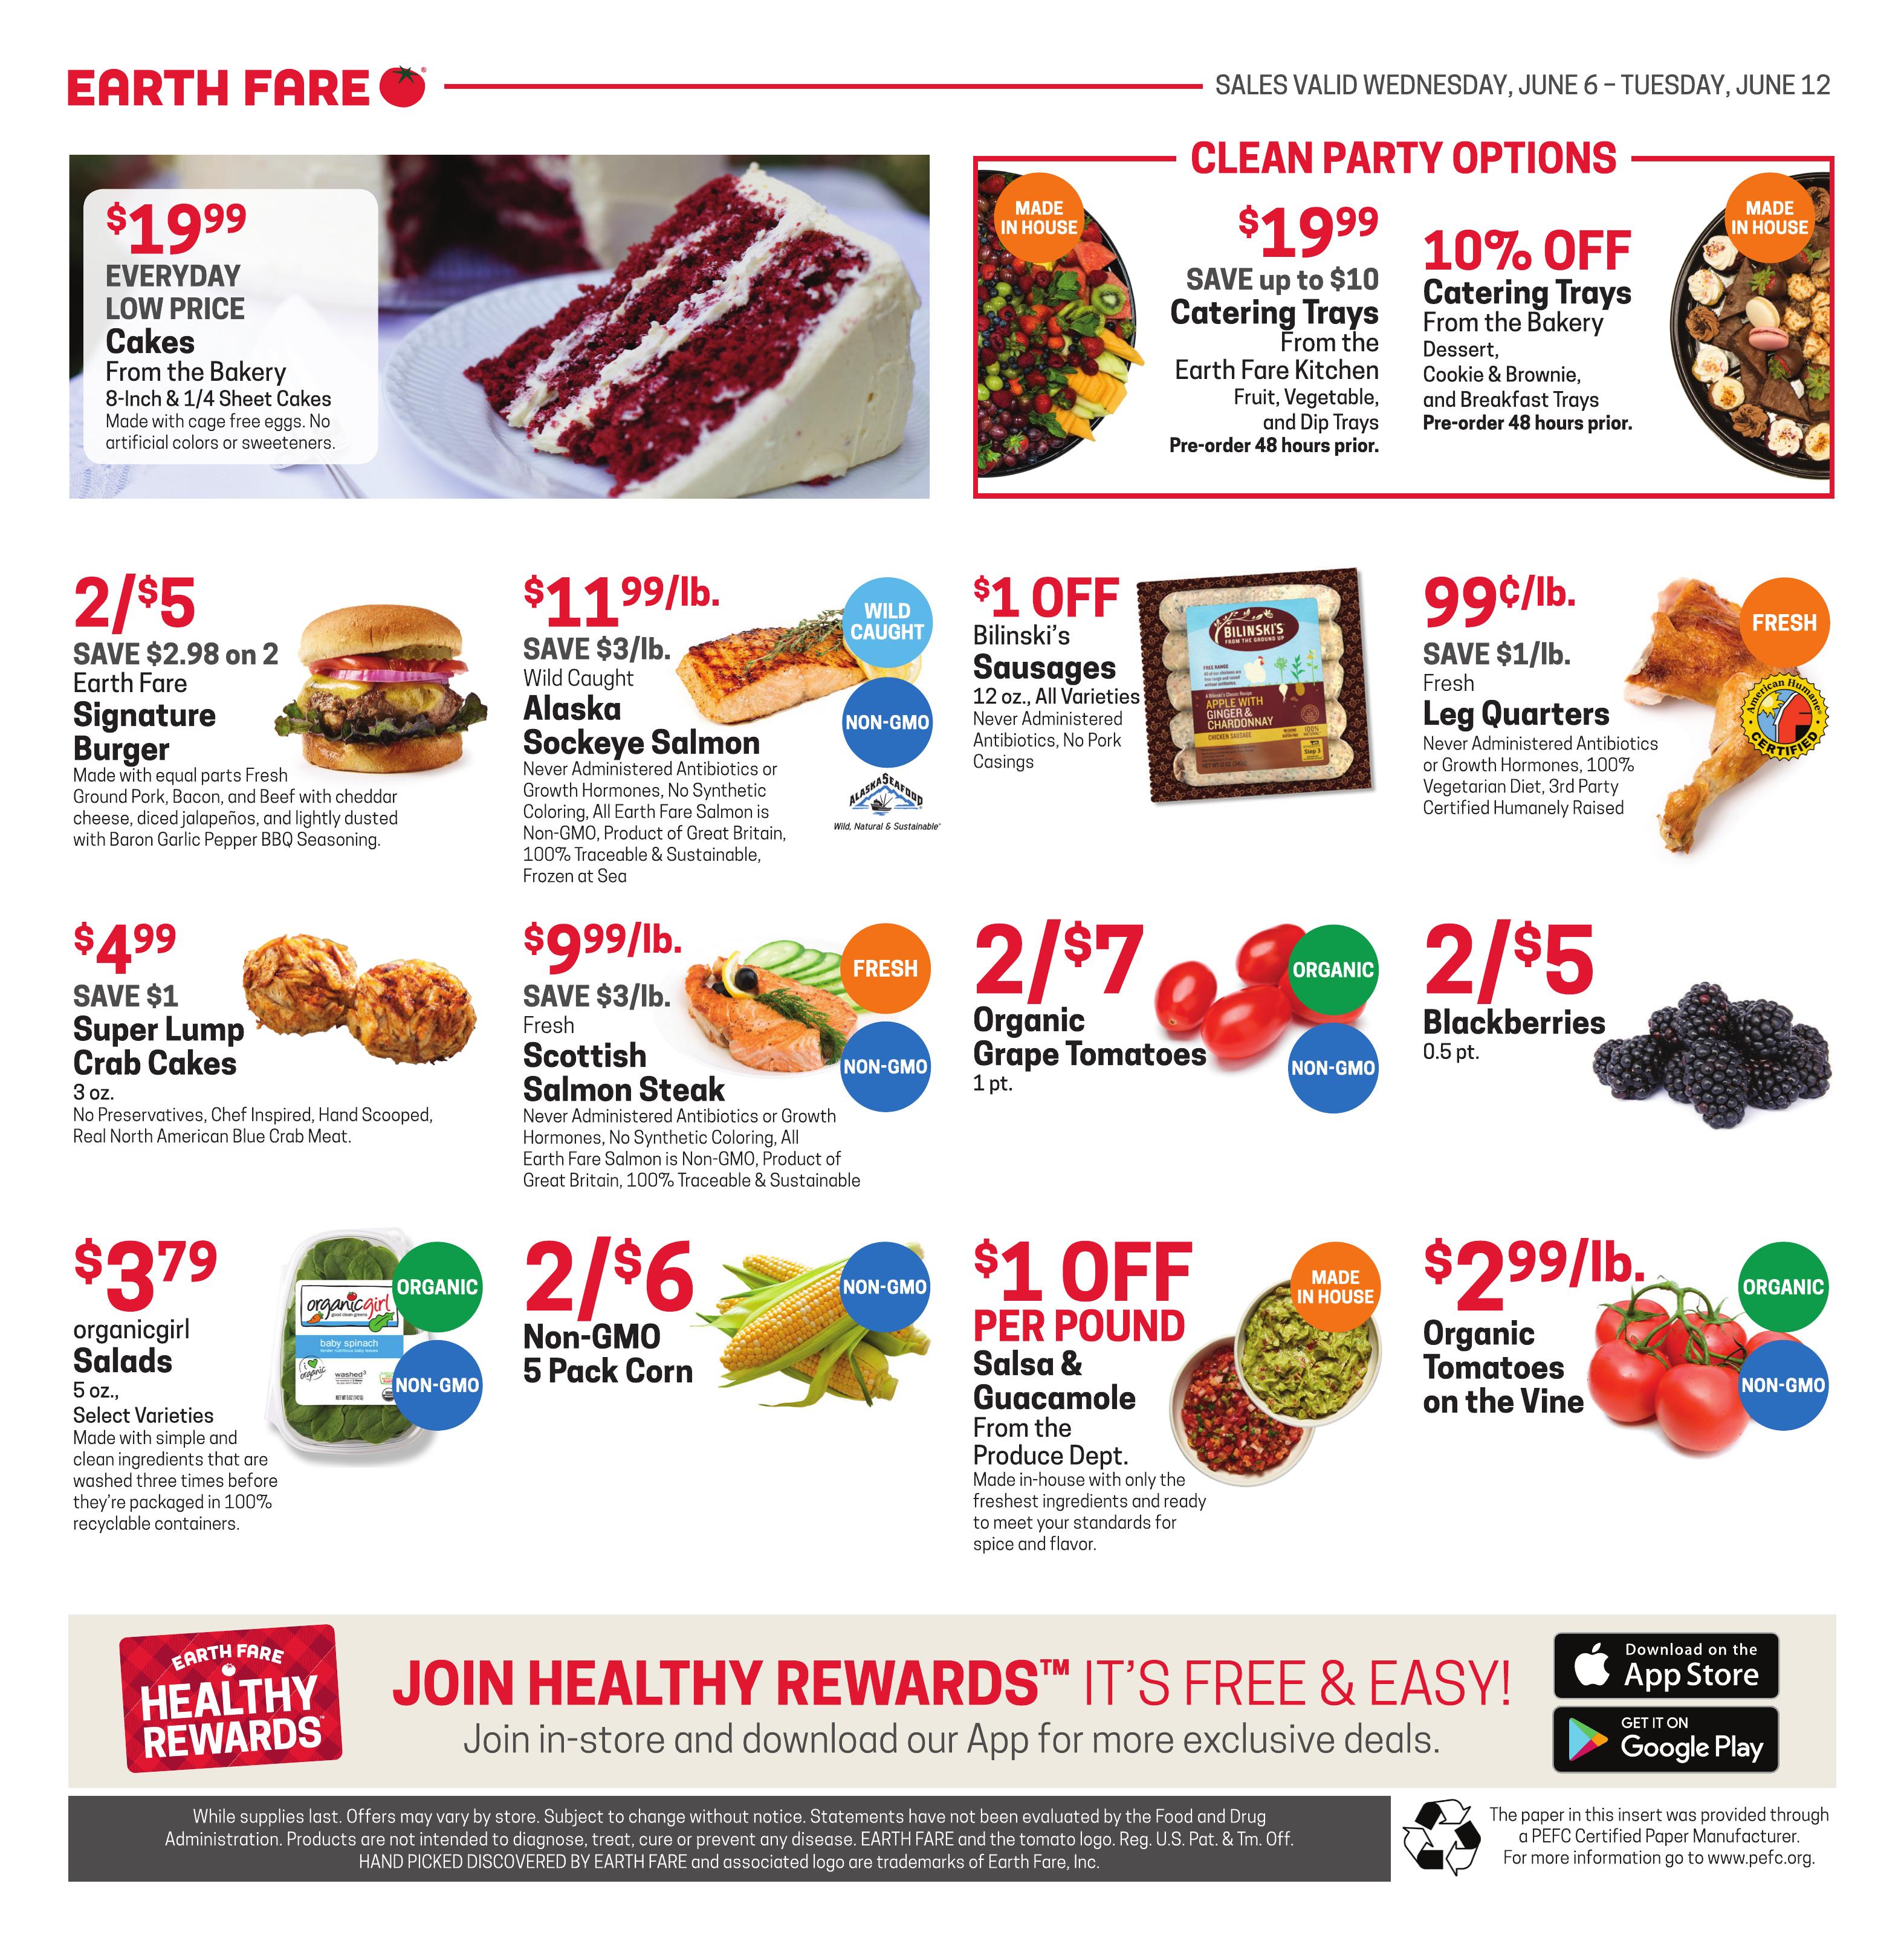 EARTH FARE
SALES VALID WEDNESDAY, JUNE 6 – TUESDAY, JUNE 12
$19 99
EVERYDAY
LOW PRICE
Cakes
From the Bakery
8-Inch & 1/4 Sheet Cakes
Made with cage free eggs. No
artificial colors or sweeteners.
CLEAN PARTY OPTIONS
MADE
IN HOUSE
$19 99
SAVE up to $10
Catering Trays
From the
Earth Fare Kitchen
Fruit, Vegetable,
and Dip Trays
Pre-order 48 hours prior.
10% OFF
Catering Trays
From the Bakery
Dessert,
Cookie & Brownie,
and Breakfast Trays
Pre-order 48 hours prior.
MADE
IN HOUSE
2/$5
SAVE $2.98 on 2
Earth Fare
Signature
Burger
Made with equal parts Fresh
Ground Pork, Bacon, and Beef with cheddar
cheese, diced jalapeños, and lightly dusted
with Baron Garlic Pepper BBQ Seasoning.
$11 99/lb.
SAVE $3/lb.
Wild Caught
Alaska
Sockeye Salmon
Never Administered Antibiotics or
Growth Hormones, No Synthetic
Coloring, All Earth Fare Salmon is
Non-GMO, Product of Great Britain,
100% Traceable & Sustainable,
Frozen at Sea
WILD
CAUGHT
NON-GMO
ALASKA SEAFOOD
Wild, Natural & Sustainable®
$1 OFF
Bilinski's
Sausages
12 oz., All Varieties
Never Administered
Antibiotics, No Pork
Casings
BILINSKI'S
FROM THE GROUND UP
FREE RANGE
APPLE WITH
GINGER &
CHARDONNAY
CHICKEN SAUSAGE
99¢/lb.
SAVE $1/lb.
Fresh
Leg Quarters
Never Administered Antibiotics
or Growth Hormones, 100%
Vegetarian Diet, 3rd Party
Certified Humanely Raised
FRESH
American Humane
CERTIFIED
$4 99
SAVE $1
Super Lump
Crab Cakes
3 oz.
No Preservatives, Chef Inspired, Hand Scooped,
Real North American Blue Crab Meat.
$9 99/lb.
SAVE $3/lb.
Fresh
Scottish
Salmon Steak
Never Administered Antibiotics or Growth
Hormones, No Synthetic Coloring, All
Earth Fare Salmon is Non-GMO, Product of
Great Britain, 100% Traceable & Sustainable
FRESH
NON-GMO
2/$7
Organic
Grape Tomatoes
1 pt.
ORGANIC
NON-GMO
2/$5
Blackberries
0.5 pt.
$3 79
organicgirl
Salads
5 oz.,
Select Varieties
Made with simple and
clean ingredients that are
washed three times before
they're packaged in 100%
recyclable containers.
organicgirl
good clean greens
baby spinach
I
organic
washed³
ORGANIC
NON-GMO
2/$6
Non-GMO
5 Pack Corn
NON-GMO
$1 OFF
PER POUND
Salsa &
Guacamole
From the
Produce Dept.
Made in-house with only the
freshest ingredients and ready
to meet your standards for
spice and flavor.
MADE
IN HOUSE
$2 99/lb.
Organic
Tomatoes
on the Vine
ORGANIC
NON-GMO
EARTH FARE
HEALTHY
REWARDS™
JOIN HEALTHY REWARDS™ IT'S FREE & EASY!
Join in-store and download our App for more exclusive deals.
Download on the
App Store
GET IT ON
Google Play
While supplies last. Offers may vary by store. Subject to change without notice. Statements have not been evaluated by the Food and Drug
Administration. Products are not intended to diagnose, treat, cure or prevent any disease. EARTH FARE and the tomato logo. Reg. U.S. Pat. & Tm. Off.
HAND PICKED DISCOVERED BY EARTH FARE and associated logo are trademarks of Earth Fare, Inc.
The paper in this insert was provided through
a PEFC Certified Paper Manufacturer.
For more information go to www.pefc.org.